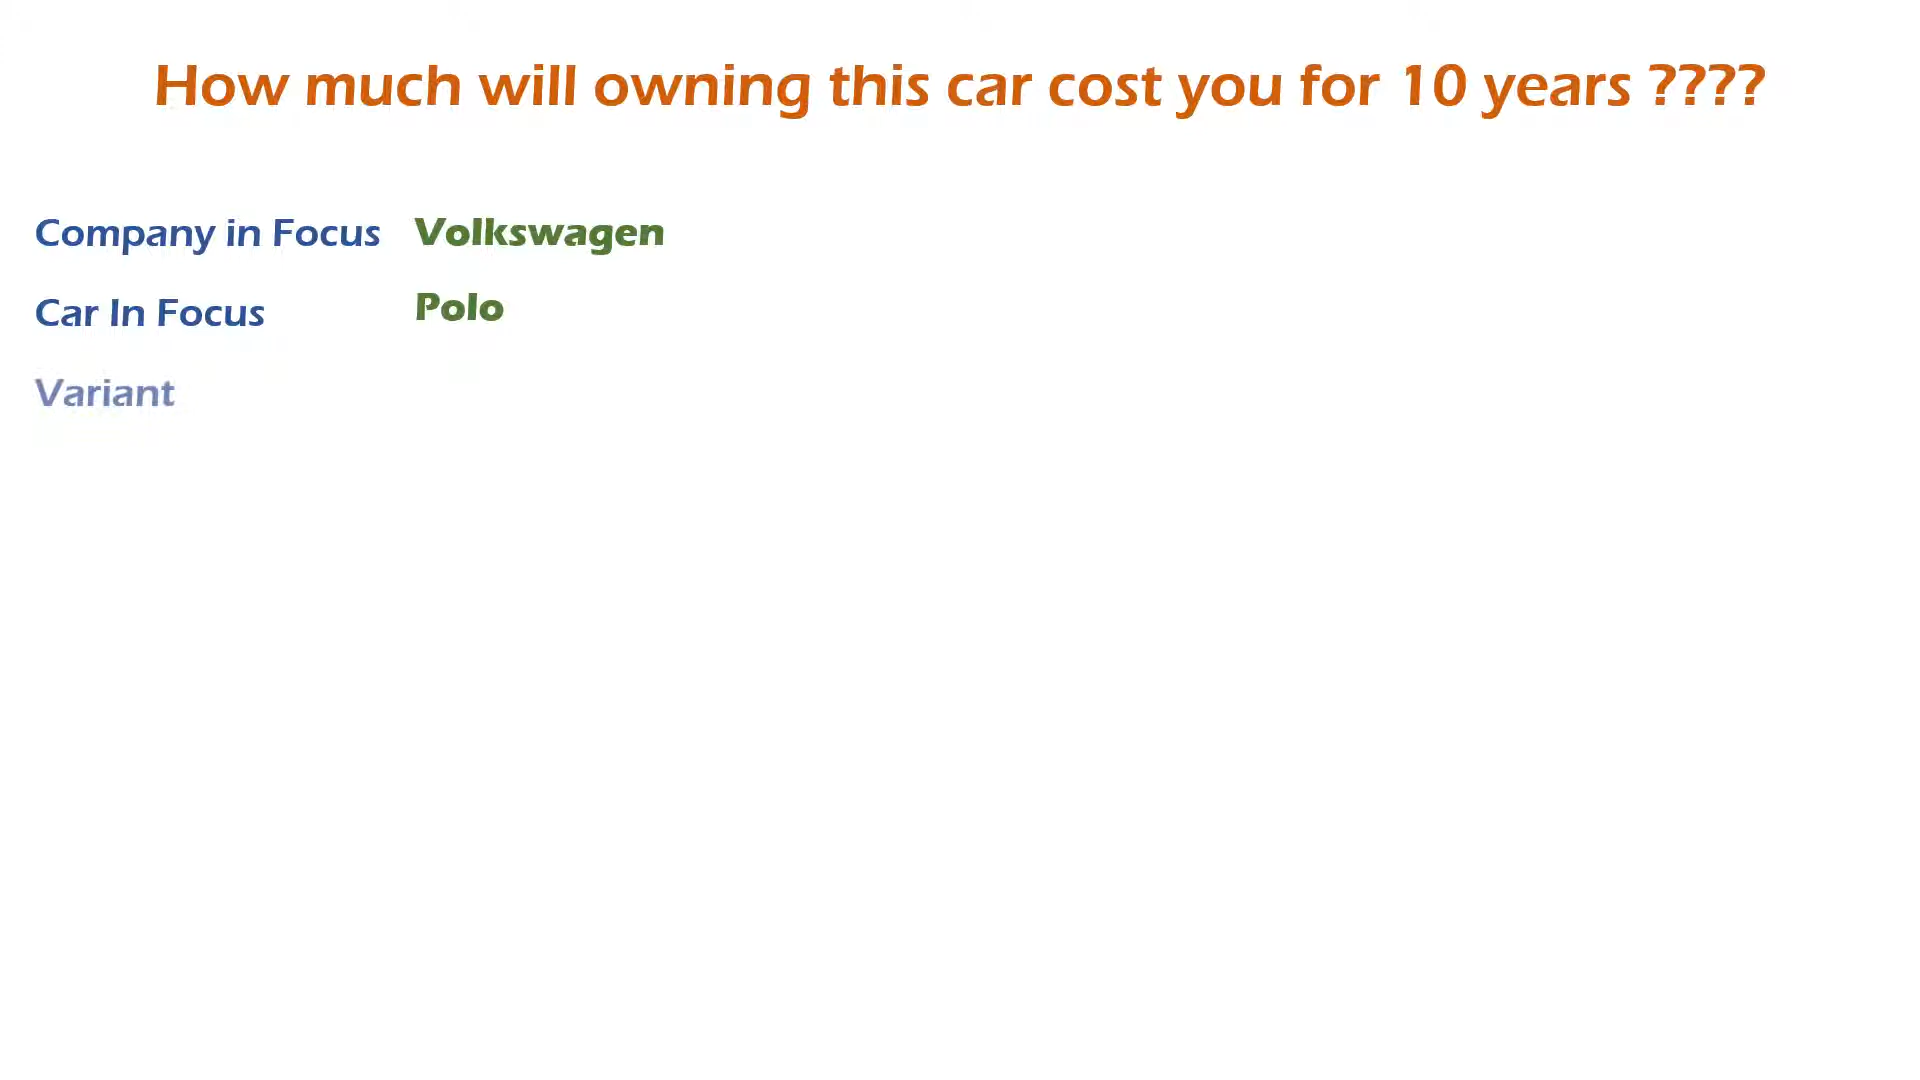 How much will owning this car cost you for 10 years ????
Company in Focus Volkswagen
Car In Focus Polo
Variant